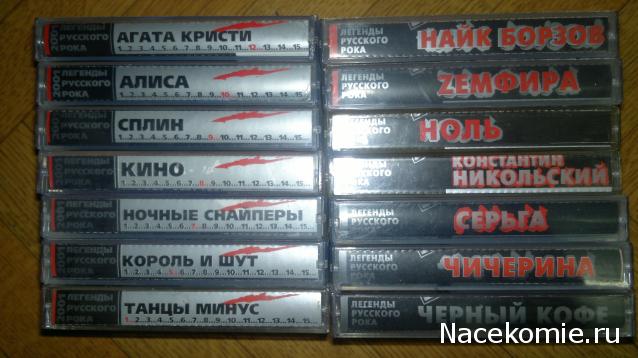 2001 ЛЕГЕНДЫ РУССКОГО РОКА
АГАТА КРИСТИ
1...2...3...4...5...6...7...8...9...10...11...12...13...14...15
2001 ЛЕГЕНДЫ РУССКОГО РОКА
АЛИСА
1...2...3...4...5...6...7...8...9...10...11...12...13...14...15
2001 ЛЕГЕНДЫ РУССКОГО РОКА
СПЛИН
1...2...3...4...5...6...7...8...9...10...11...12...13...14...15
2001 ЛЕГЕНДЫ РУССКОГО РОКА
КИНО
1...2...3...4...5...6...7...8...9...10...11...12...13...14...15
2001 ЛЕГЕНДЫ РУССКОГО РОКА
НОЧНЫЕ СНАЙПЕРЫ
1...2...3...4...5...6...7...8...9...10...11...12...13...14...15
2001 ЛЕГЕНДЫ РУССКОГО РОКА
КОРОЛЬ И ШУТ
1...2...3...4...5...6...7...8...9...10...11...12...13...14...15
2001 ЛЕГЕНДЫ РУССКОГО РОКА
ТАНЦЫ МИНУС
1...2...3...4...5...6...7...8...9...10...11...12...13...14...15
ЛЕГЕНДЫ РУССКОГО РОКА
НАЙК БОРЗОВ
ЛЕГЕНДЫ РУССКОГО РОКА
ZЕМФИРА
ЛЕГЕНДЫ РУССКОГО РОКА
НОЛЬ
ЛЕГЕНДЫ РУССКОГО РОКА
КОНСТАНТИН
НИКОЛЬСКИЙ
ЛЕГЕНДЫ РУССКОГО РОКА
СЕРЬГА
ЛЕГЕНДЫ РУССКОГО РОКА
ЧИЧЕРИНА
ЛЕГЕНДЫ РУССКОГО РОКА
ЧЕРНЫЙ КОФЕ
Nacekomie.ru